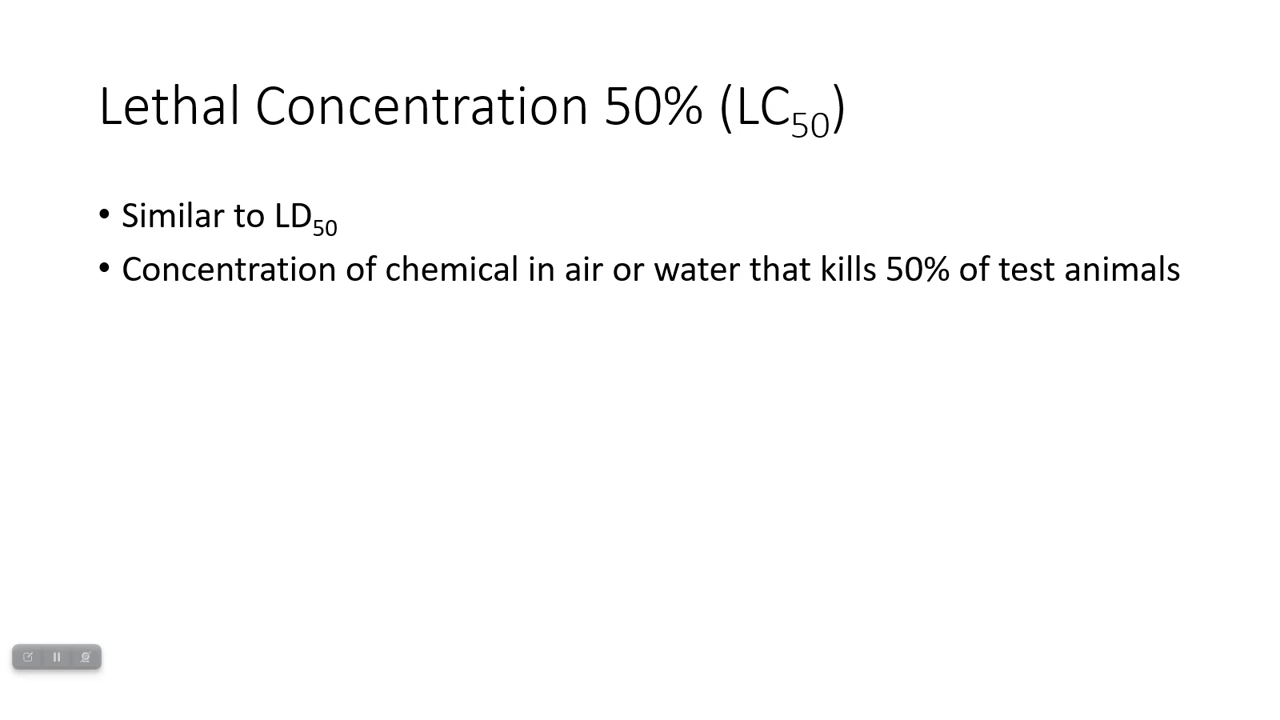 Lethal Concentration 50% (LC₅₀)
• Similar to LD₅₀
• Concentration of chemical in air or water that kills 50% of test animals